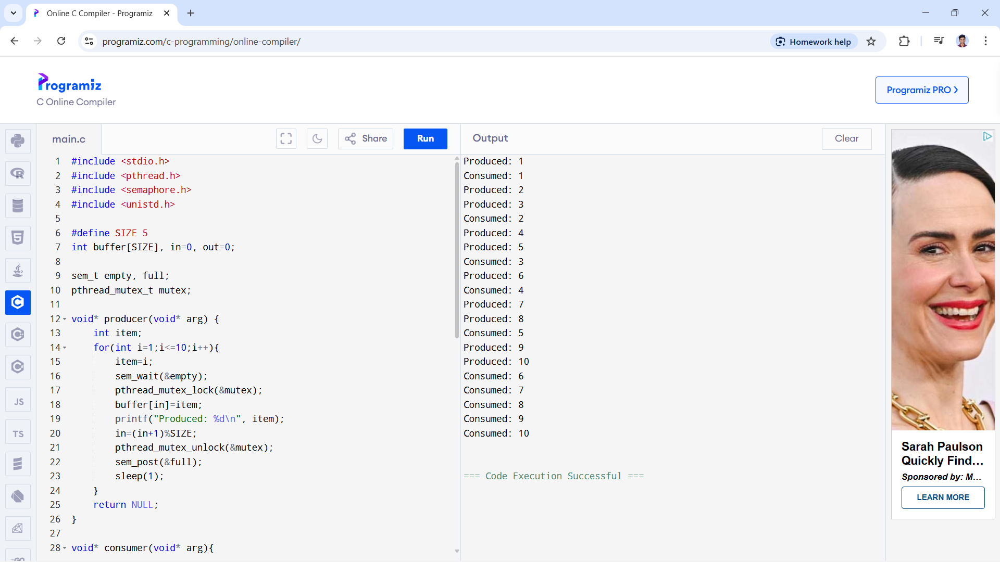 Online C Compiler - Programiz
programiz.com/c-programming/online-compiler/
Homework help
Programiz
C Online Compiler
Programiz PRO
main.c
Share
Run
Output
Clear
1 #include <stdio.h>
2 #include <pthread.h>
3 #include <semaphore.h>
4 #include <unistd.h>
5
6 #define SIZE 5
7 int buffer[SIZE], in=0, out=0;
8
9 sem_t empty, full;
10 pthread_mutex_t mutex;
11
12 void* producer(void* arg) {
13 int item;
14 for(int i=1;i<=10;i++){
15 item=i;
16 sem_wait(&empty);
17 pthread_mutex_lock(&mutex);
18 buffer[in]=item;
19 printf("Produced: %d\n", item);
20 in=(in+1)%SIZE;
21 pthread_mutex_unlock(&mutex);
22 sem_post(&full);
23 sleep(1);
24 }
25 return NULL;
26 }
27
28 void* consumer(void* arg){
Produced: 1
Consumed: 1
Produced: 2
Produced: 3
Consumed: 2
Produced: 4
Produced: 5
Consumed: 3
Produced: 6
Consumed: 4
Produced: 7
Produced: 8
Consumed: 5
Produced: 9
Produced: 10
Consumed: 6
Consumed: 7
Consumed: 8
Consumed: 9
Consumed: 10
=== Code Execution Successful ===
R
5
C
C
C
JS
TS
GO
Sarah Paulson
Quickly Find...
Sponsored by: M...
LEARN MORE